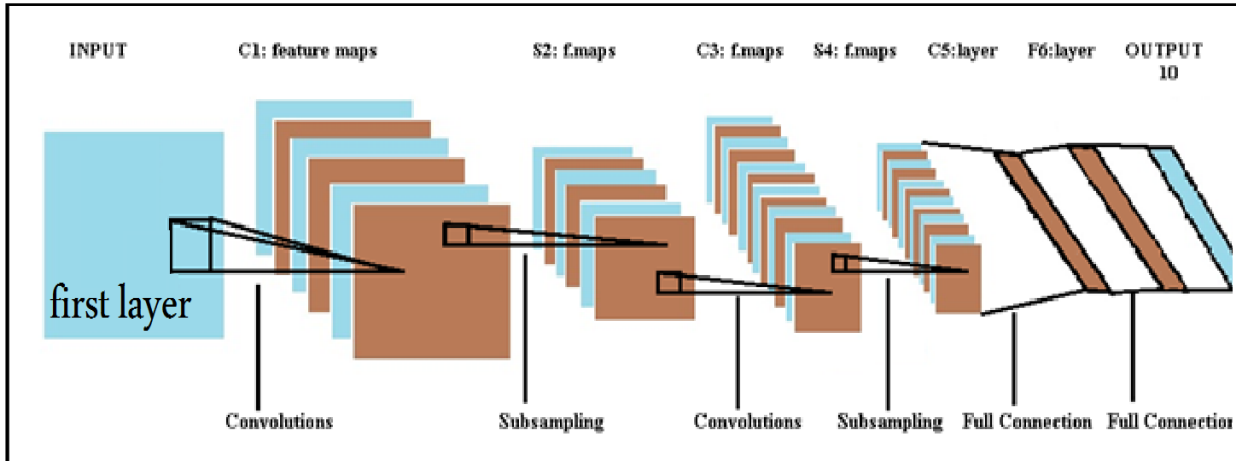 INPUT
C1: feature maps
S2: f.maps
C3: f.maps
S4: f.maps
C5:layer
F6:layer
OUTPUT
10
first layer
Convolutions
Subsampling
Convolutions
Subsampling
Full Connection
Full Connection